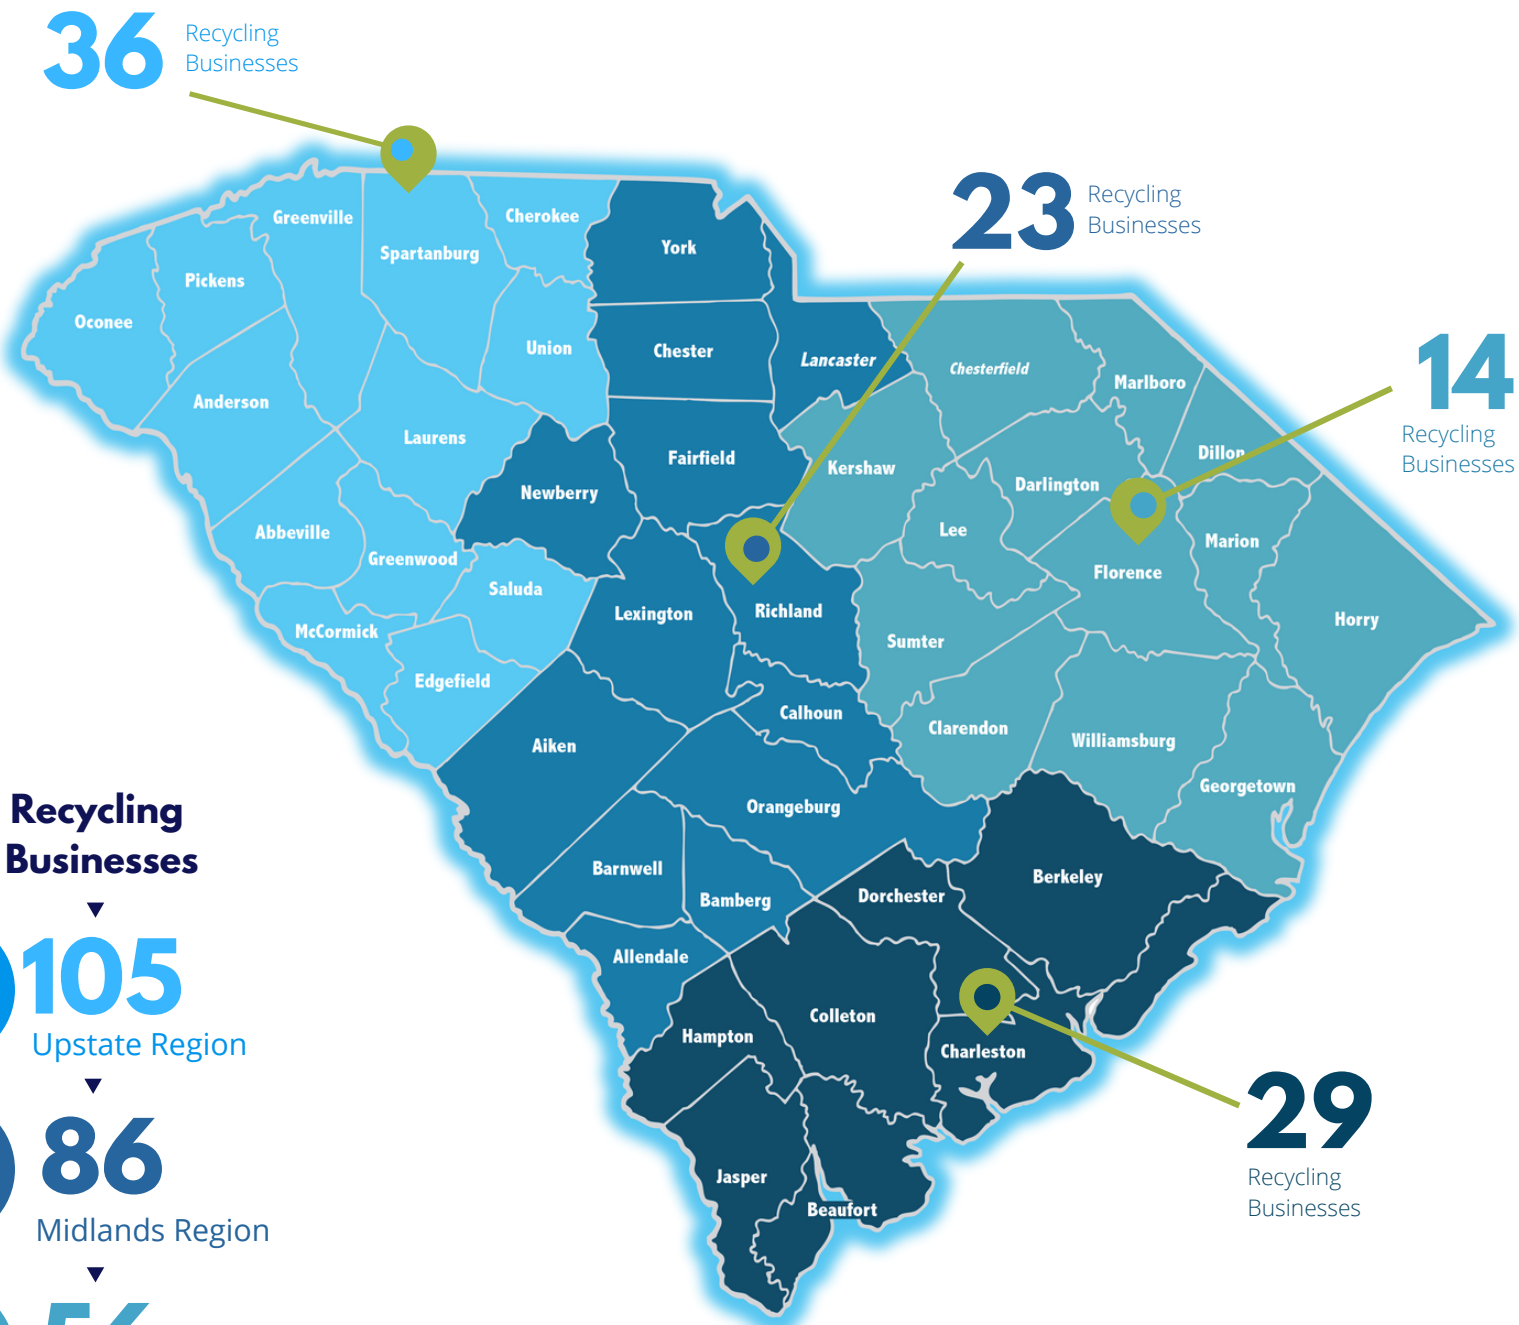 36
Recycling
Businesses
23
Recycling
Businesses
14
Recycling
Businesses
Greenville
Cherokee
Spartanburg
York
Pickens
Oconee
Union
Chester
Lancaster
Chesterfield
Marlboro
Anderson
Laurens
Fairfield
Kershaw
Dillon
Darlington
Newberry
Abbeville
Lee
Marion
Greenwood
Florence
Saluda
Lexington
Richland
Horry
McCormick
Sumter
Edgefield
Calhoun
Clarendon
Aiken
Williamsburg
Georgetown
Orangeburg
Barnwell
Berkeley
Bamberg
Dorchester
Allendale
Colleton
Hampton
Charleston
Jasper
Beaufort
29
Recycling
Businesses
Recycling
Businesses
105
Upstate Region
86
Midlands Region
56